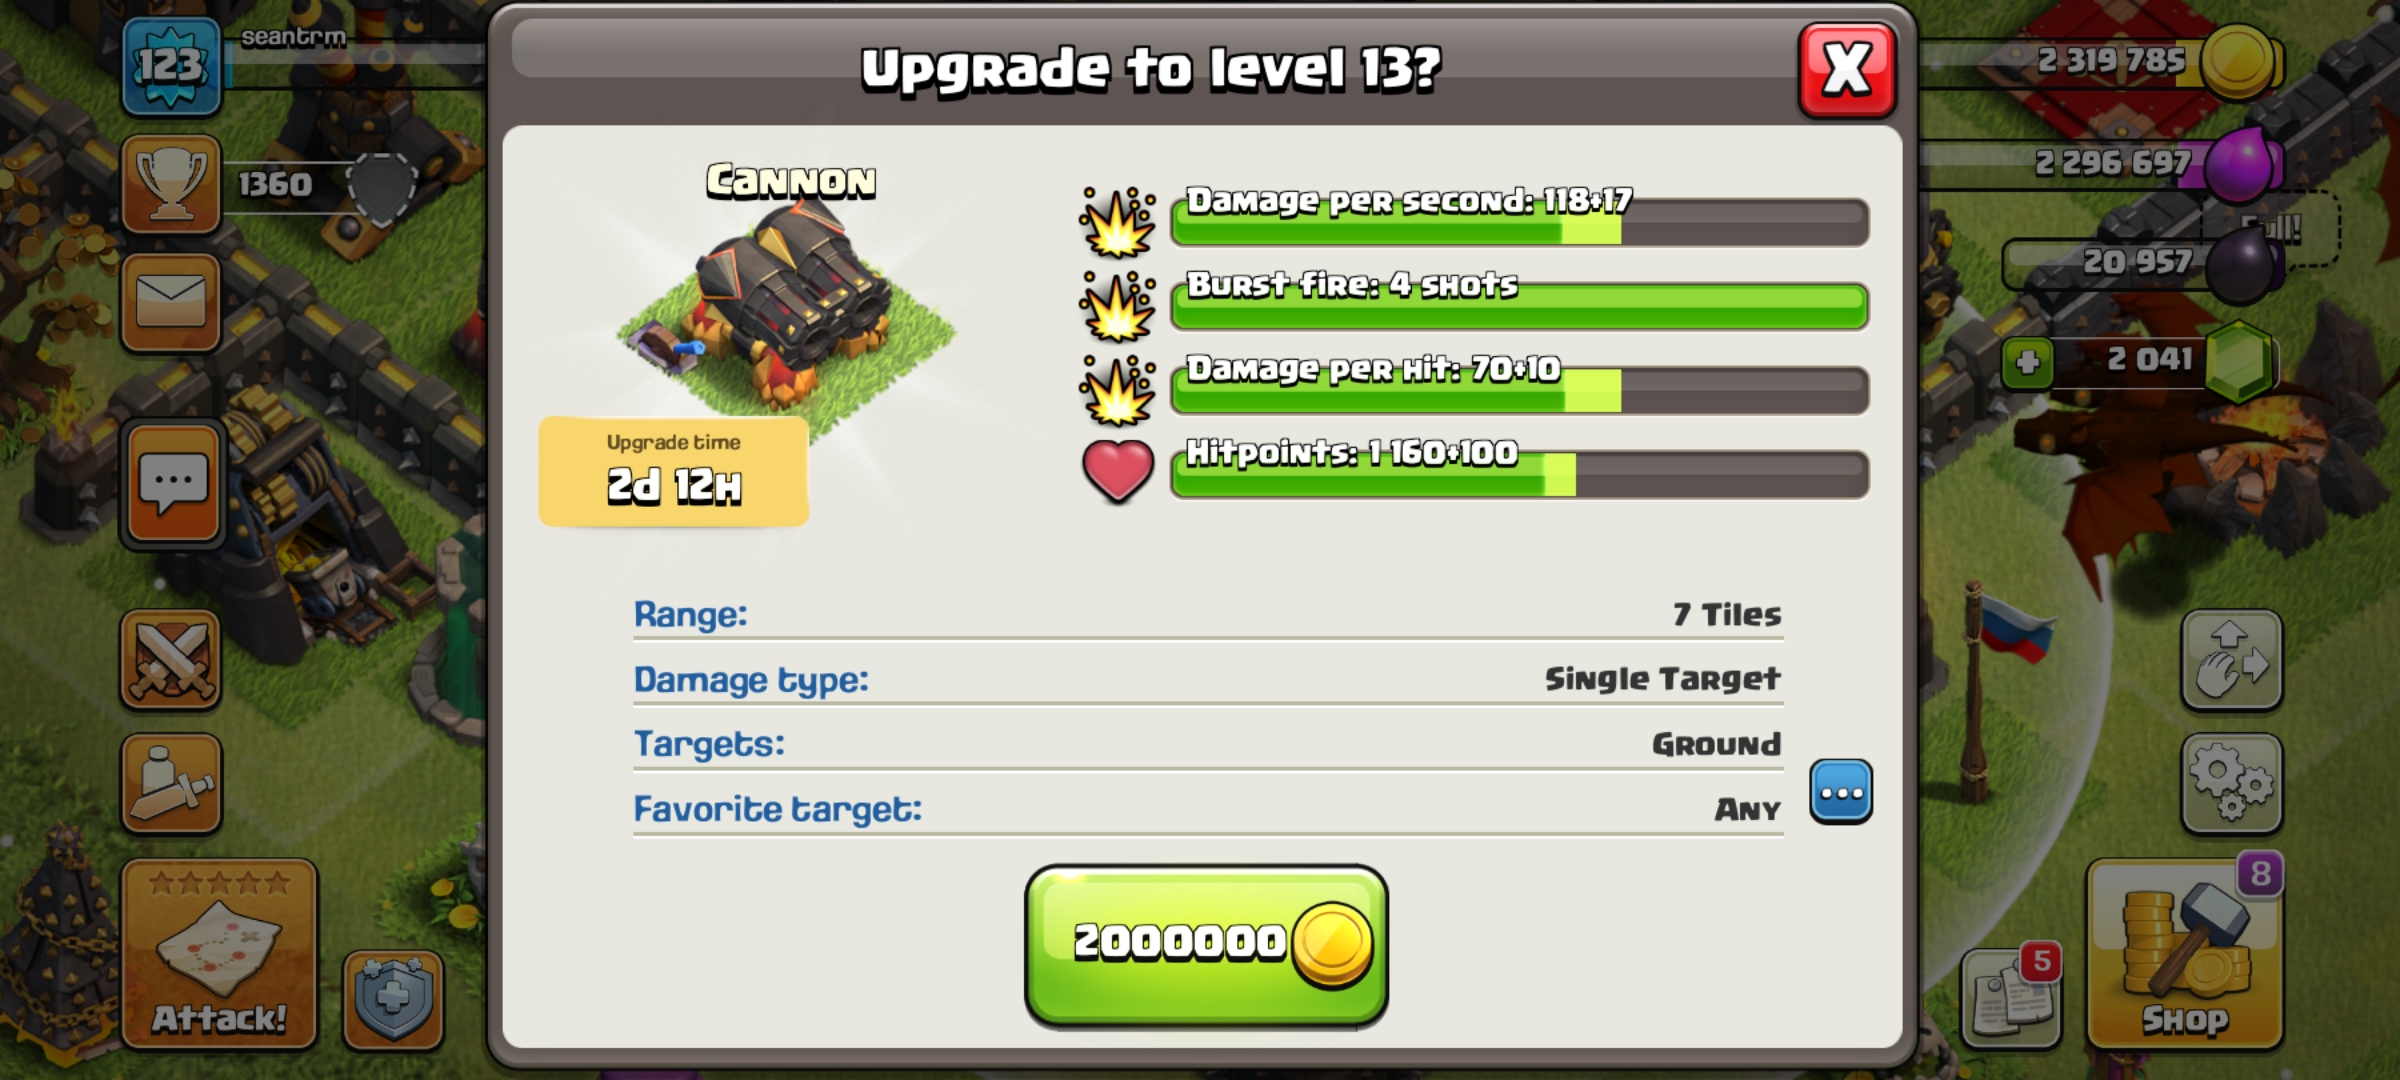 123
seantrm
1360
Attack!
Upgrade to level 13?
X
Cannon
Upgrade time
2d 12H
Damage per second: 118+17
Burst fire: 4 shots
Damage per hit: 70+10
Hitpoints: 1 160+100
Range: 7 Tiles
Damage type: Single Target
Targets: Ground
Favorite target: Any
2000000
2 319 785
2 296 697
Full!
20 957
2 041
8
5
Shop